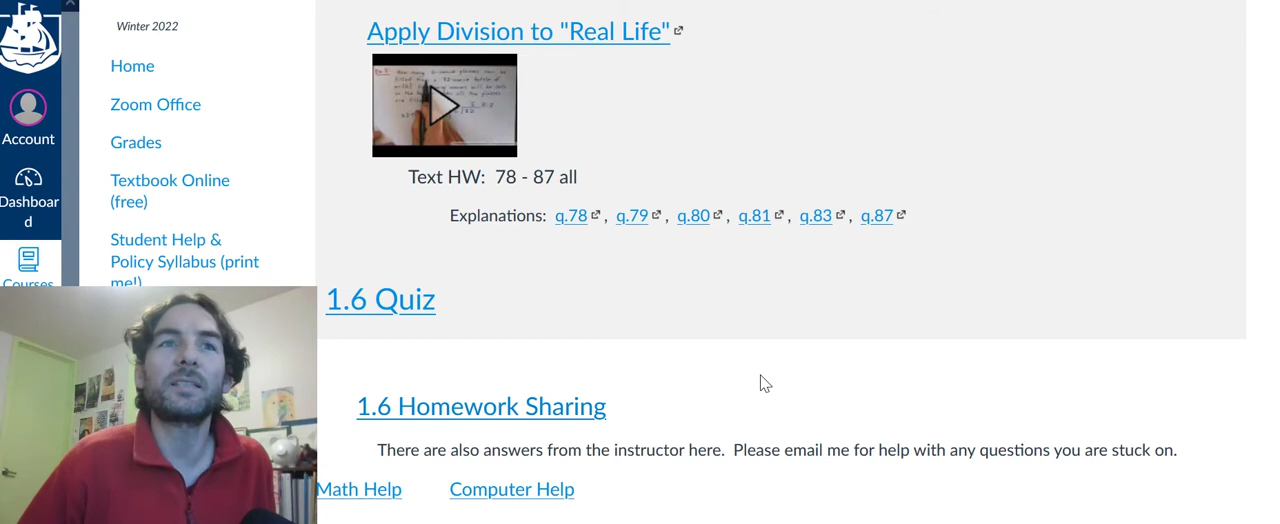 Winter 2022
Home
Zoom Office
Grades
Textbook Online
(free)
Student Help &
Policy Syllabus (print
me!)
Account
Dashboar
d
Courses
Apply Division to "Real Life"
Text HW: 78 - 87 all
Explanations: q.78 , q.79 , q.80 , q.81 , q.83 , q.87
1.6 Quiz
1.6 Homework Sharing
There are also answers from the instructor here. Please email me for help with any questions you are stuck on.
Math Help Computer Help